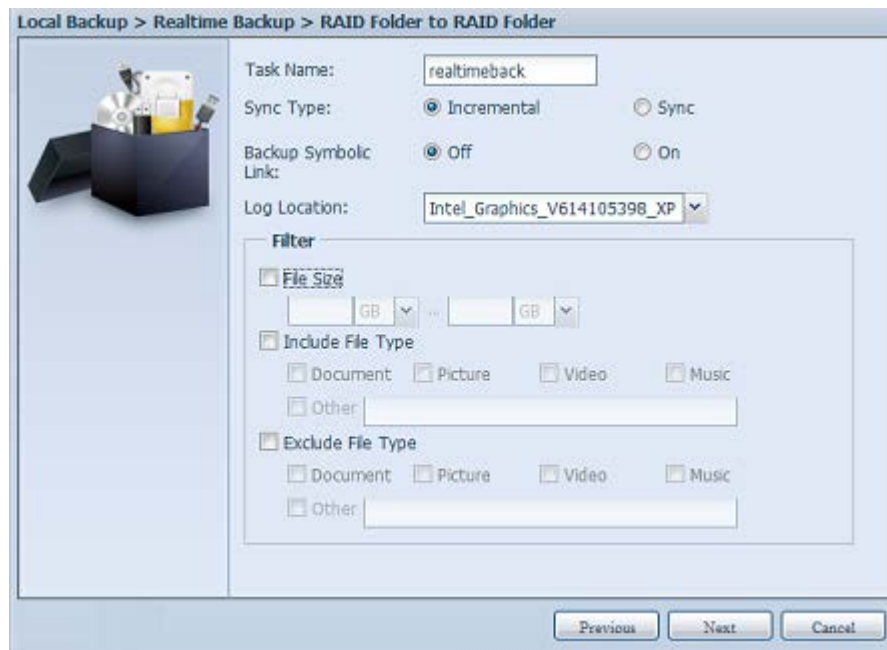 Local Backup > Realtime Backup > RAID Folder to RAID Folder
Task Name: realtimeback
Sync Type: Incremental Sync
Backup Symbolic Link: Off On
Log Location: Intel_Graphics_V614105398_XP
Filter
File Size
GB ... GB
Include File Type
Document Picture Video Music
Other
Exclude File Type
Document Picture Video Music
Other
Previous Next Cancel